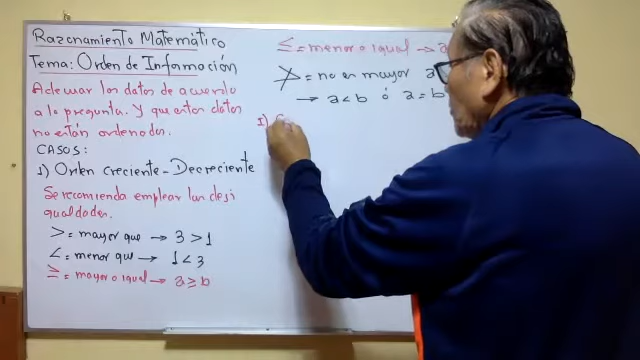 Razonamiento Matemático
Tema: Orden de Información
Adecuar los datos de acuerdo
a la pregunta. Y que estos datos
no están ordenados.
CASOS:
1) Orden creciente - Decreciente
Se recomienda emplear las desi
gualdades.
> = mayor que → 3 > 1
< = menor que → 1 < 3
≥ = mayor o igual → a ≥ b
≤ = menor o igual → a
≯ = no es mayor a
→ a < b ó a = b
1)